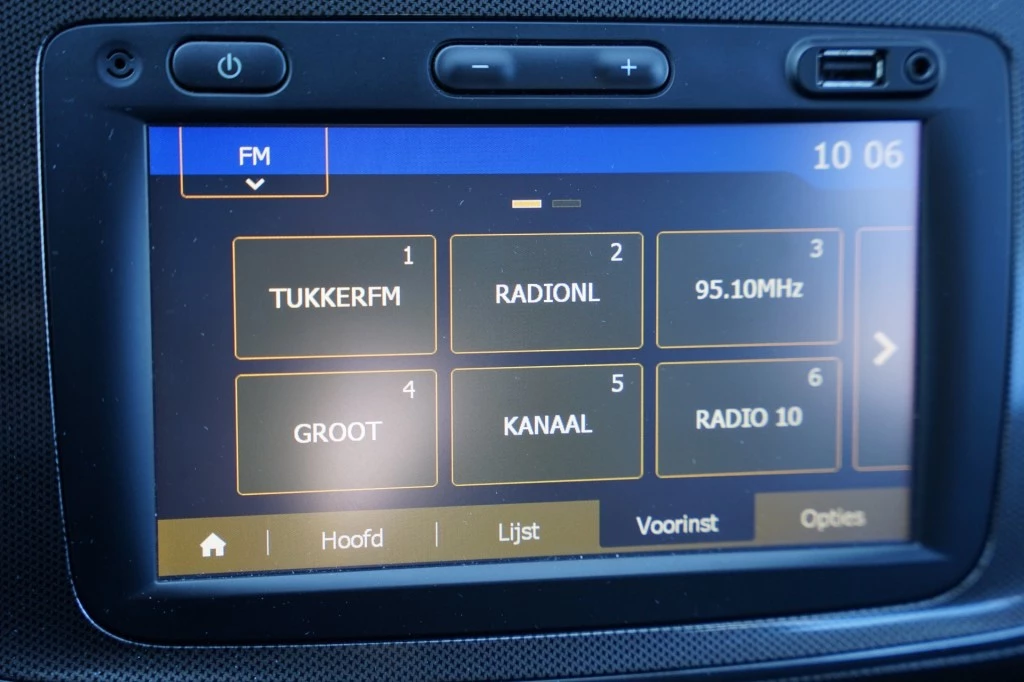 FM
10 06
1
TUKKERFM
2
RADIONL
3
95.10MHz
4
GROOT
5
KANAAL
6
RADIO 10
Hoofd
Lijst
Voorinst
Opties